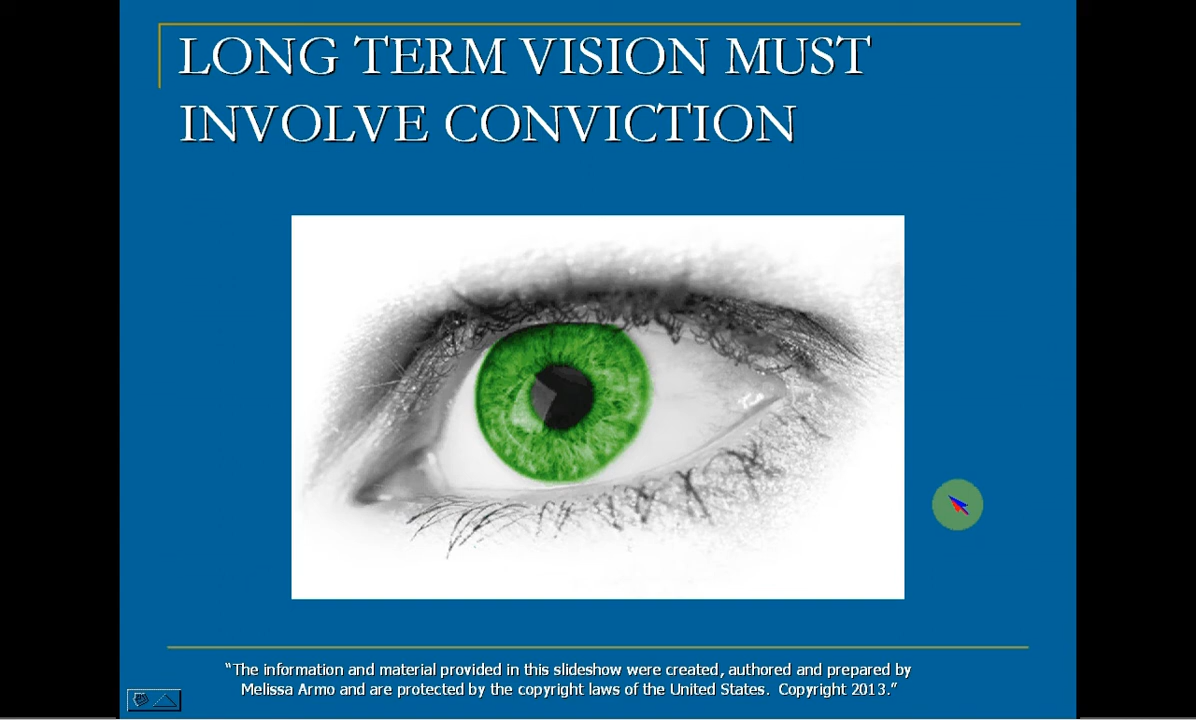 LONG TERM VISION MUST
INVOLVE CONVICTION
“The information and material provided in this slideshow were created, authored and prepared by
Melissa Armo and are protected by the copyright laws of the United States.  Copyright 2013.”